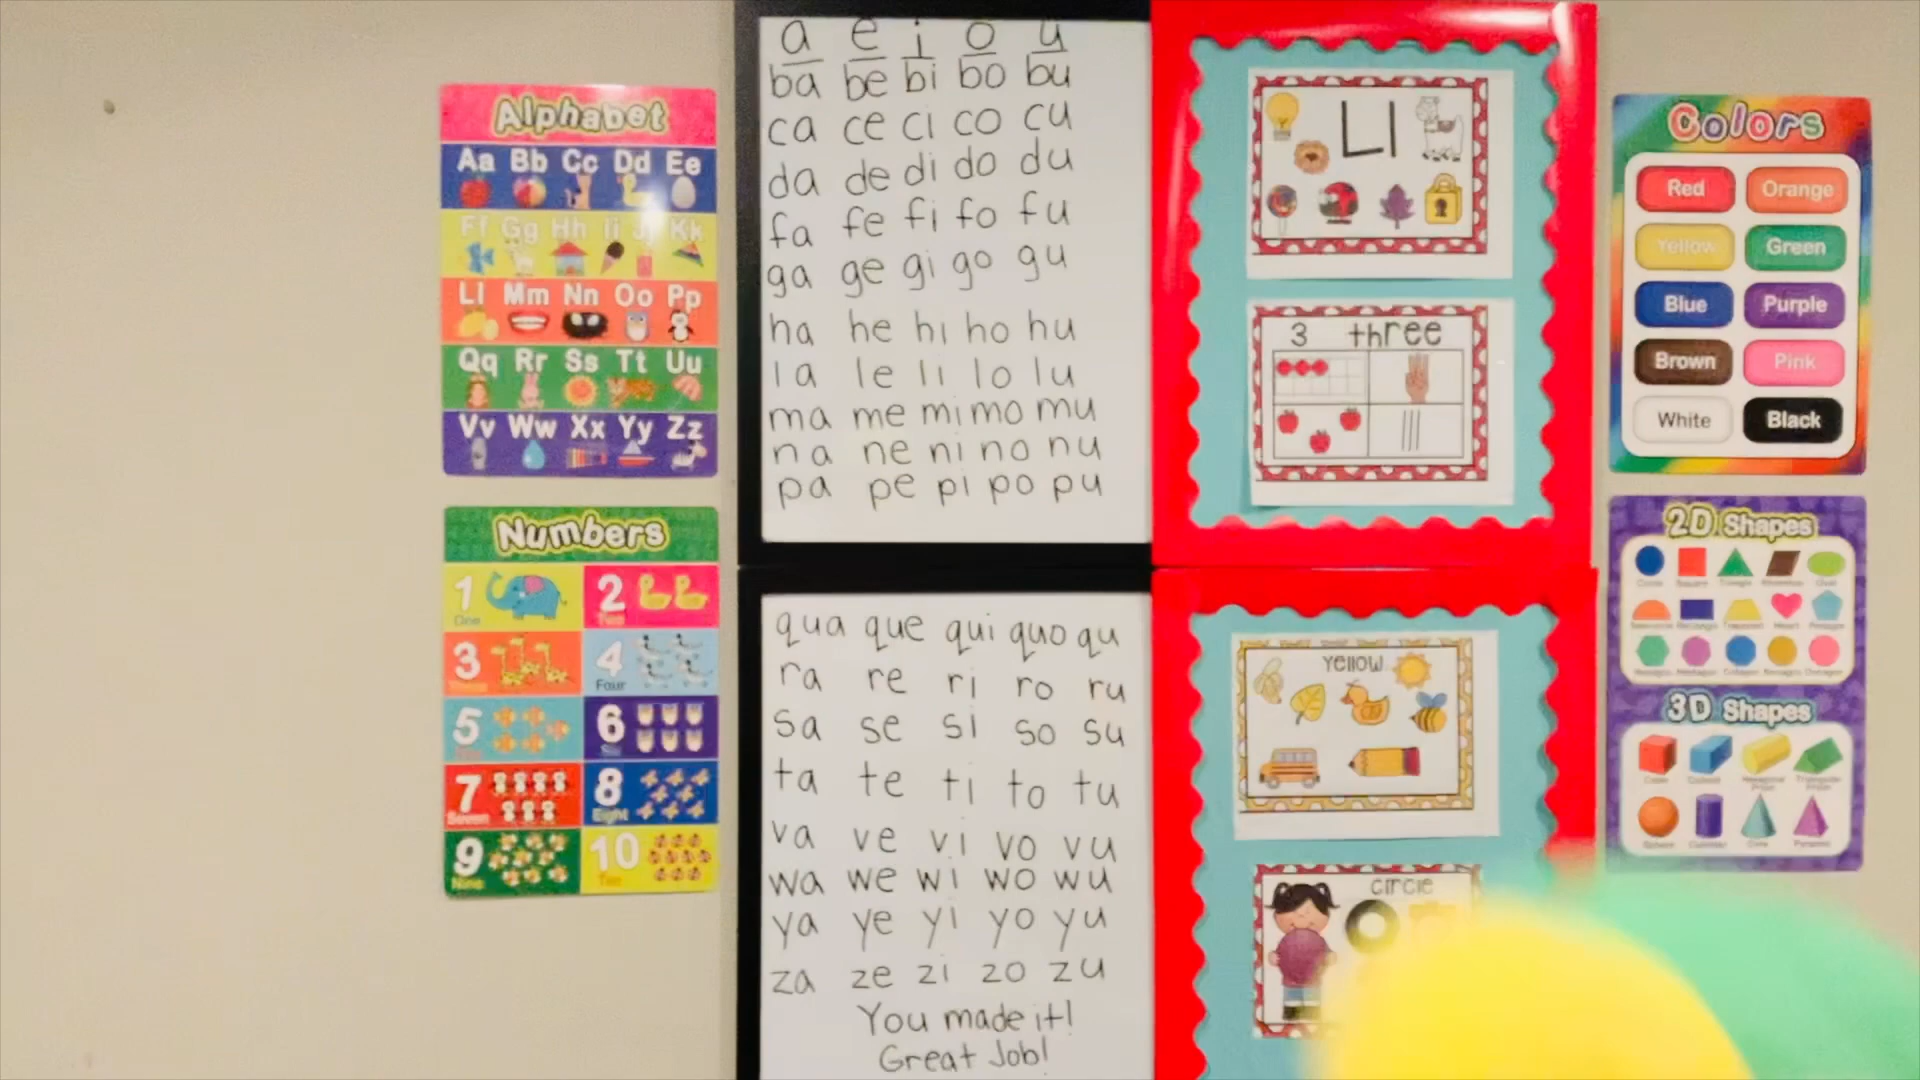 Alphabet
Aa Bb Cc Dd Ee
Ff Gg Hh Ii Jj Kk
Ll Mm Nn Oo Pp
Qq Rr Ss Tt Uu
Vv Ww Xx Yy Zz
Numbers
1 One
2 Two
3
4 Four
5
6
7 Seven
8 Eight
9 Nine
10 Ten
a e i o u
ba be bi bo bu
ca ce ci co cu
da de di do du
fa fe fi fo fu
ga ge gi go gu
ha he hi ho hu
la le li lo lu
ma me mi mo mu
na ne ni no nu
pa pe pi po pu
qua que qui quo qu
ra re ri ro ru
sa se si so su
ta te ti to tu
va ve vi vo vu
wa we wi wo wu
ya ye yi yo yu
za ze zi zo zu
You made it!
Great Job!
Ll
3 three
Yellow
circle
Colors
Red Orange
Yellow Green
Blue Purple
Brown Pink
White Black
2D Shapes
3D Shapes